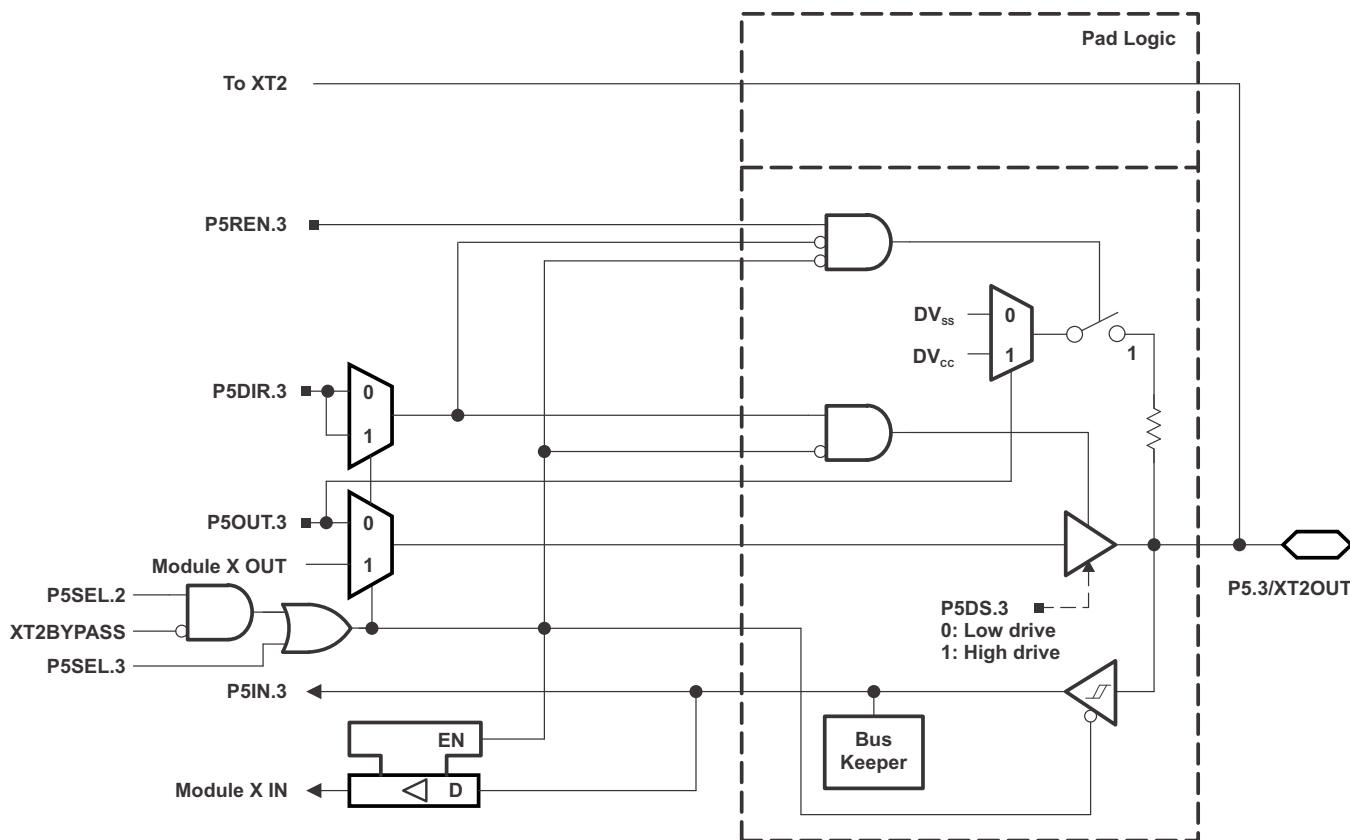 Pad Logic
To XT2
P5REN.3
DVSS
0
DVCC
1
1
P5DIR.3
0
1
P5OUT.3
0
Module X OUT
1
P5SEL.2
XT2BYPASS
P5SEL.3
P5.3/XT2OUT
P5DS.3
0: Low drive
1: High drive
P5IN.3
EN
Bus
Keeper
Module X IN
D